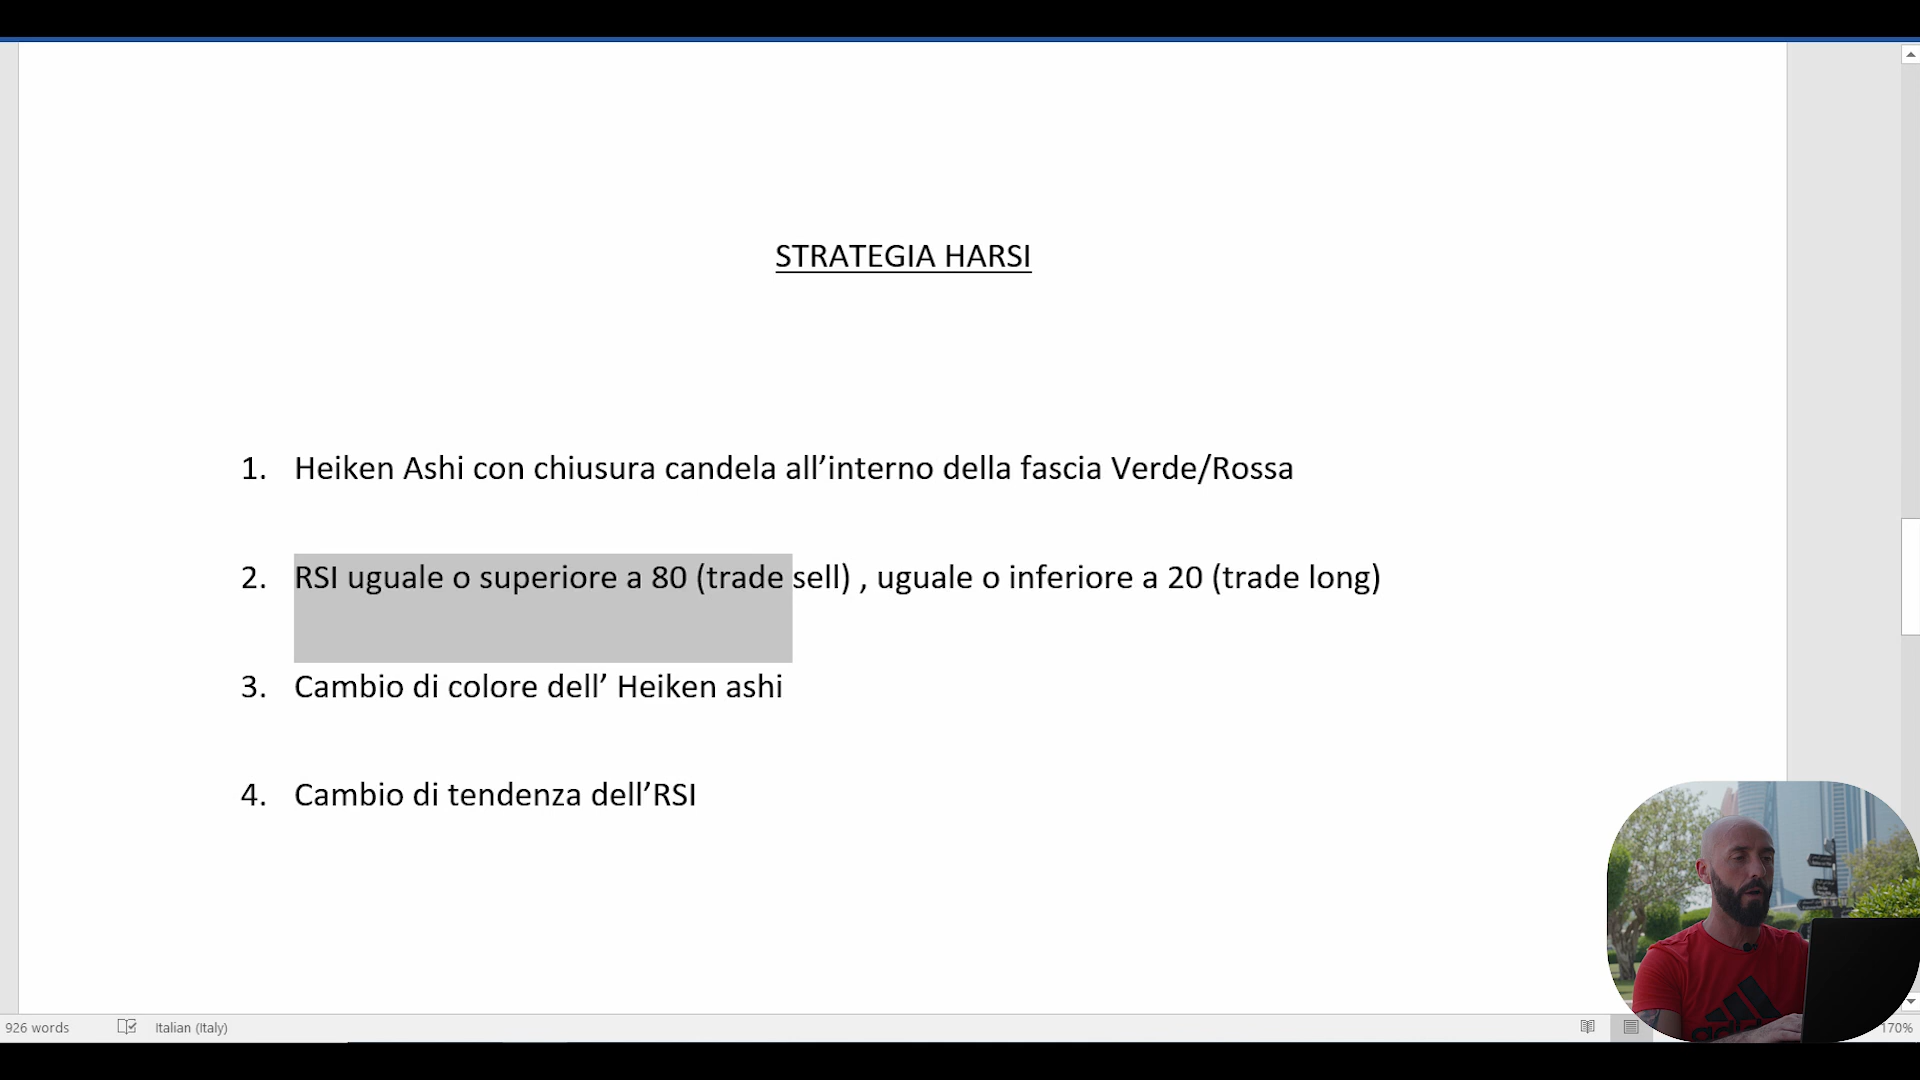 STRATEGIA HARSI
1. Heiken Ashi con chiusura candela all’interno della fascia Verde/Rossa
2. RSI uguale o superiore a 80 (trade sell) , uguale o inferiore a 20 (trade long)
3. Cambio di colore dell’ Heiken ashi
4. Cambio di tendenza dell’RSI
926 words
Italian (Italy)
170%
adidas